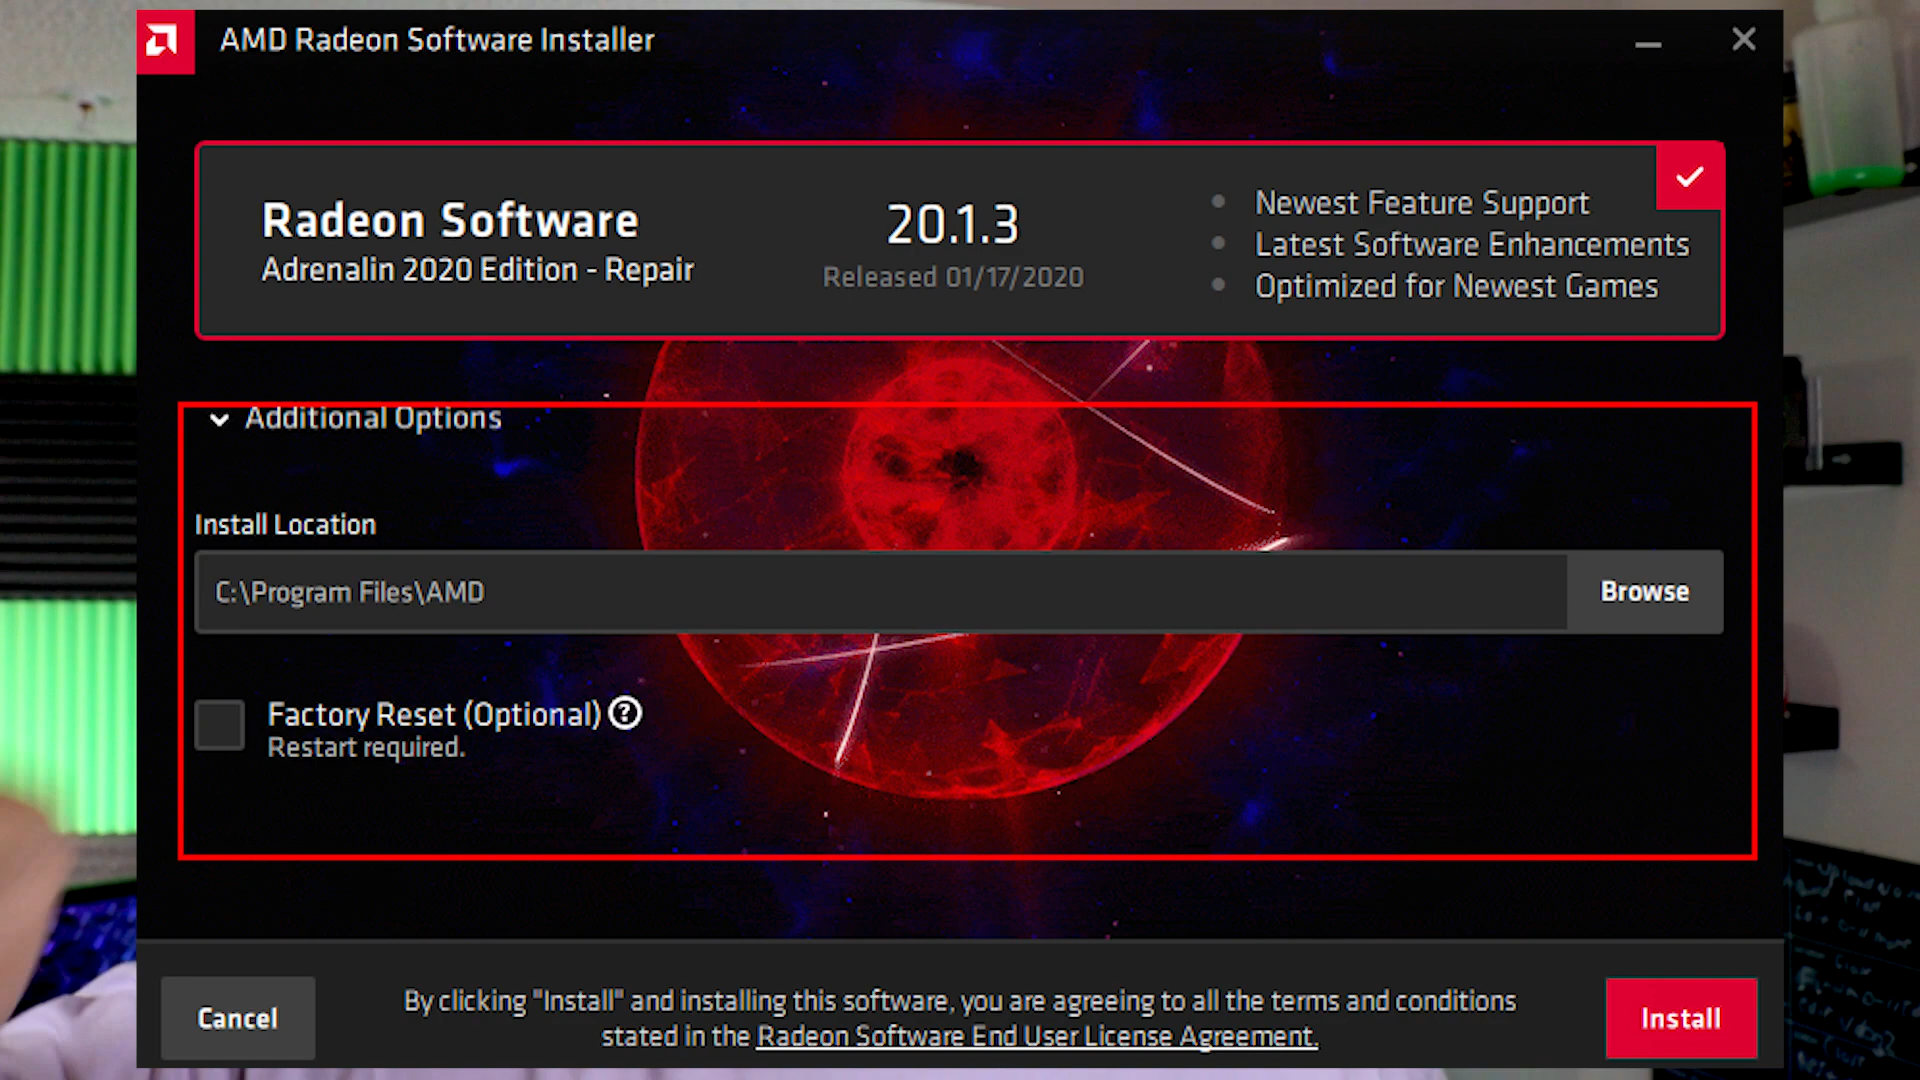 AMD Radeon Software Installer
Radeon Software
Adrenalin 2020 Edition - Repair
20.1.3
Released 01/17/2020
Newest Feature Support
Latest Software Enhancements
Optimized for Newest Games
Additional Options
Install Location
C:\Program Files\AMD
Browse
Factory Reset (Optional) ?
Restart required.
Cancel
By clicking "Install" and installing this software, you are agreeing to all the terms and conditions
stated in the Radeon Software End User License Agreement.
Install